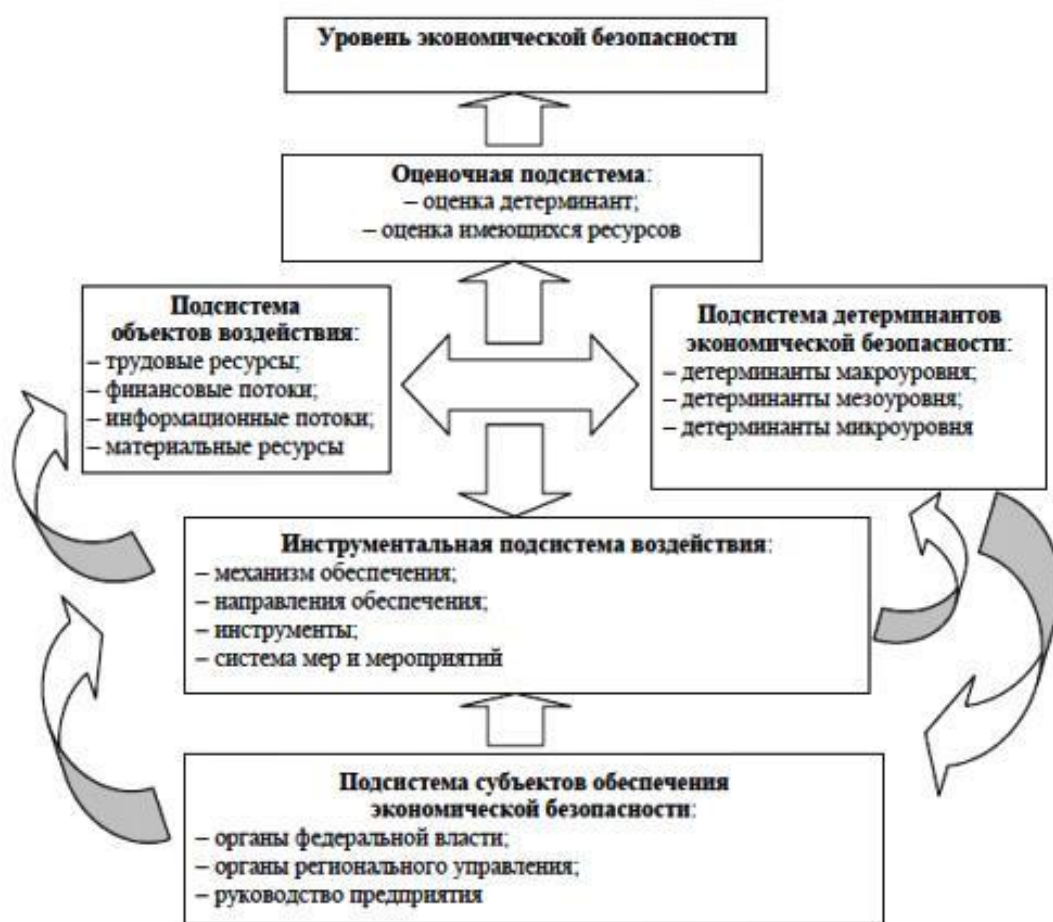 Уровень экономической безопасности
Оценочная подсистема:
– оценка детерминант;
– оценка имеющихся ресурсов
Подсистема
объектов воздействия:
– трудовые ресурсы;
– финансовые потоки;
– информационные потоки;
– материальные ресурсы
Подсистема детерминантов
экономической безопасности:
– детерминанты макроуровня;
– детерминанты мезоуровня;
– детерминанты микроуровня
Инструментальная подсистема воздействия:
– механизм обеспечения;
– направления обеспечения;
– инструменты;
– система мер и мероприятий
Подсистема субъектов обеспечения
экономической безопасности:
– органы федеральной власти;
– органы регионального управления;
– руководство предприятия